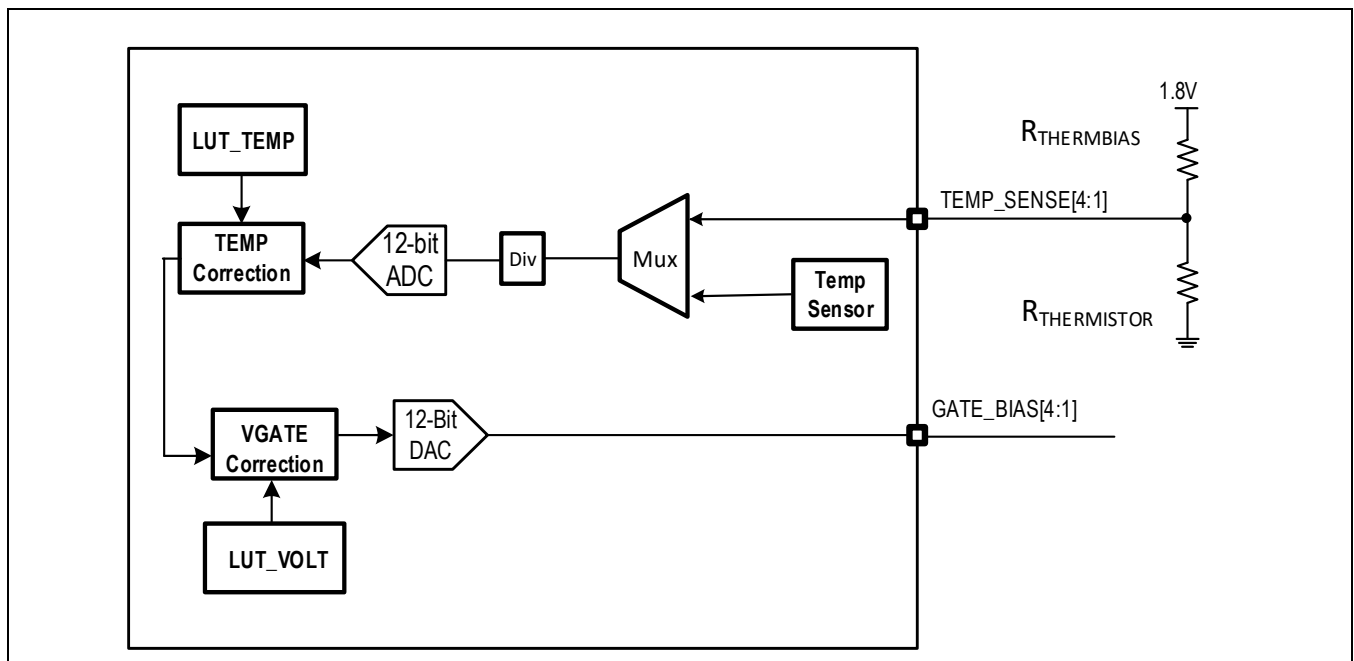 1.8V
LUT_TEMP
RTHERMBIAS
TEMP_SENSE[4:1]
TEMP
Correction
12-bit
ADC
Div
Mux
Temp
Sensor
RTHERMISTOR
GATE_BIAS[4:1]
VGATE
Correction
12-Bit
DAC
LUT_VOLT